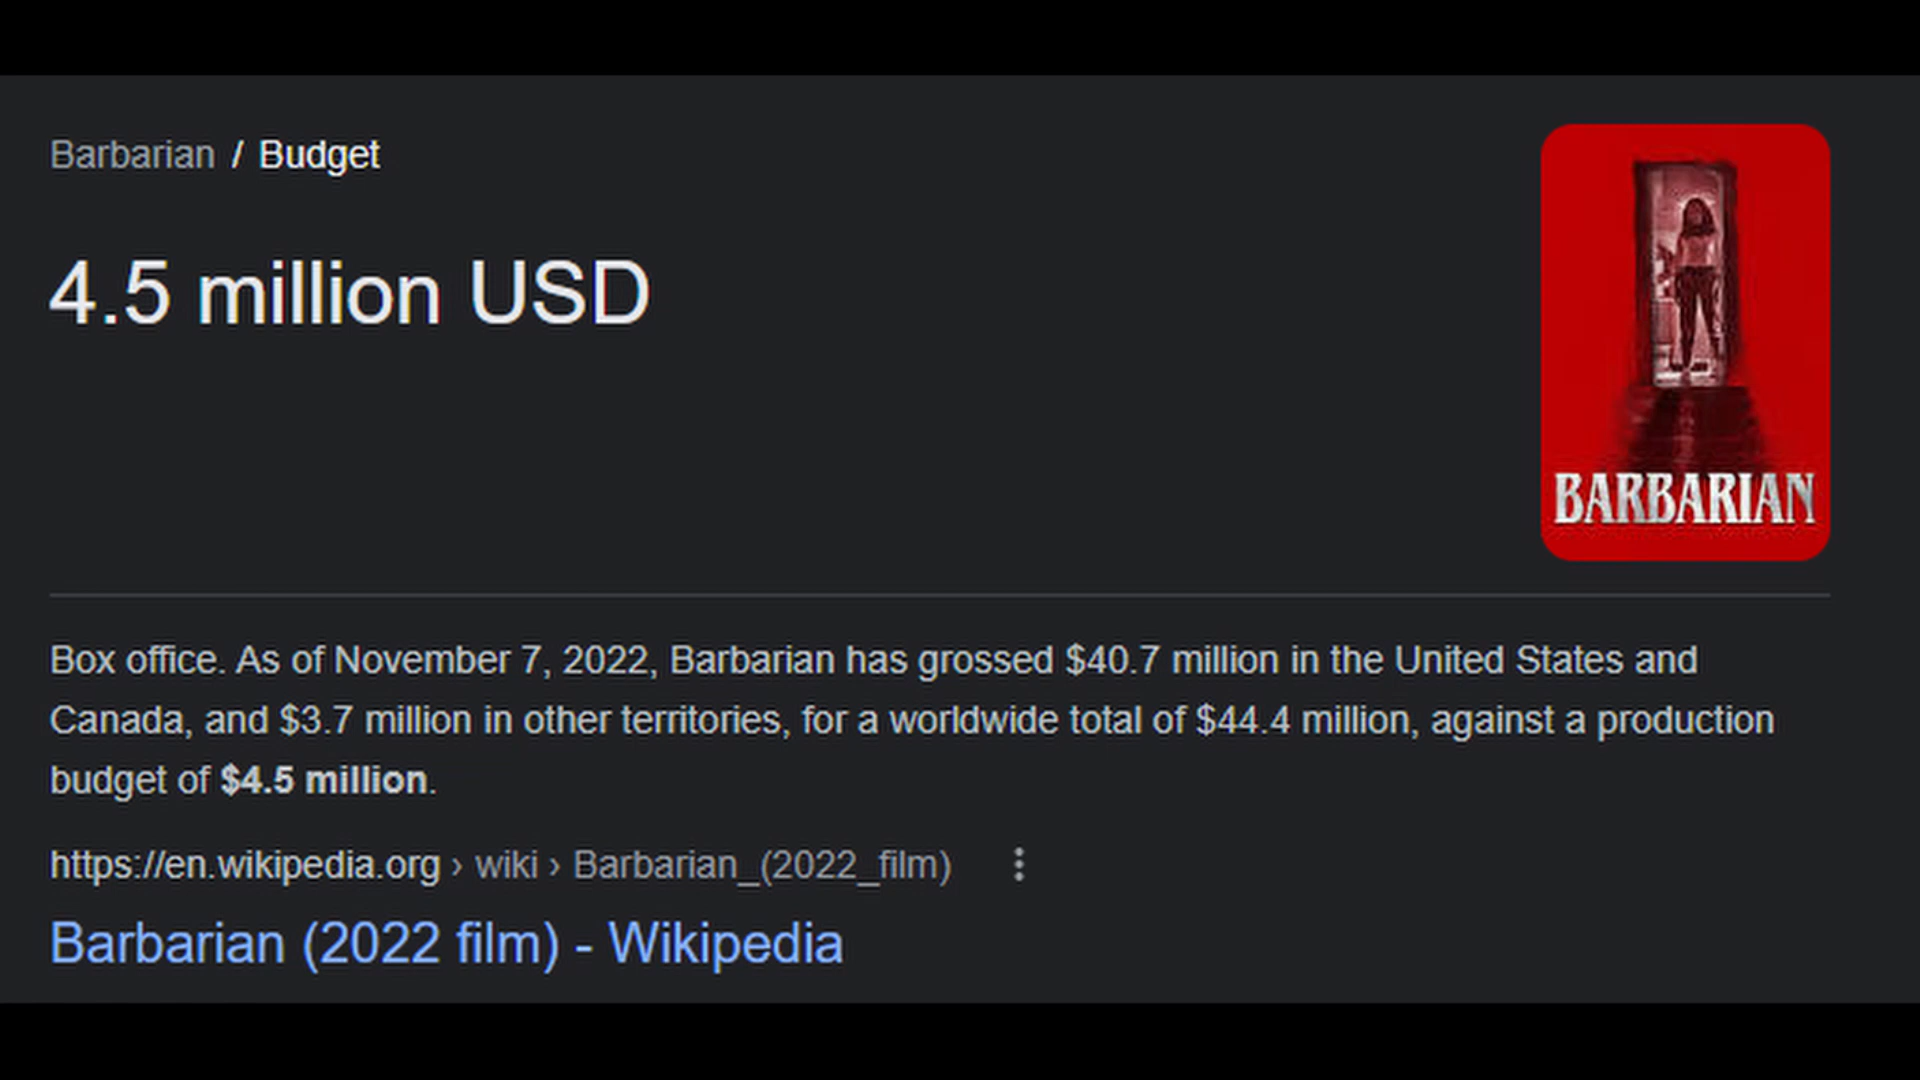 Barbarian / Budget
4.5 million USD
BARBARIAN
Box office. As of November 7, 2022, Barbarian has grossed $40.7 million in the United States and
Canada, and $3.7 million in other territories, for a worldwide total of $44.4 million, against a production
budget of $4.5 million.
https://en.wikipedia.org › wiki › Barbarian_(2022_film)
Barbarian (2022 film) - Wikipedia